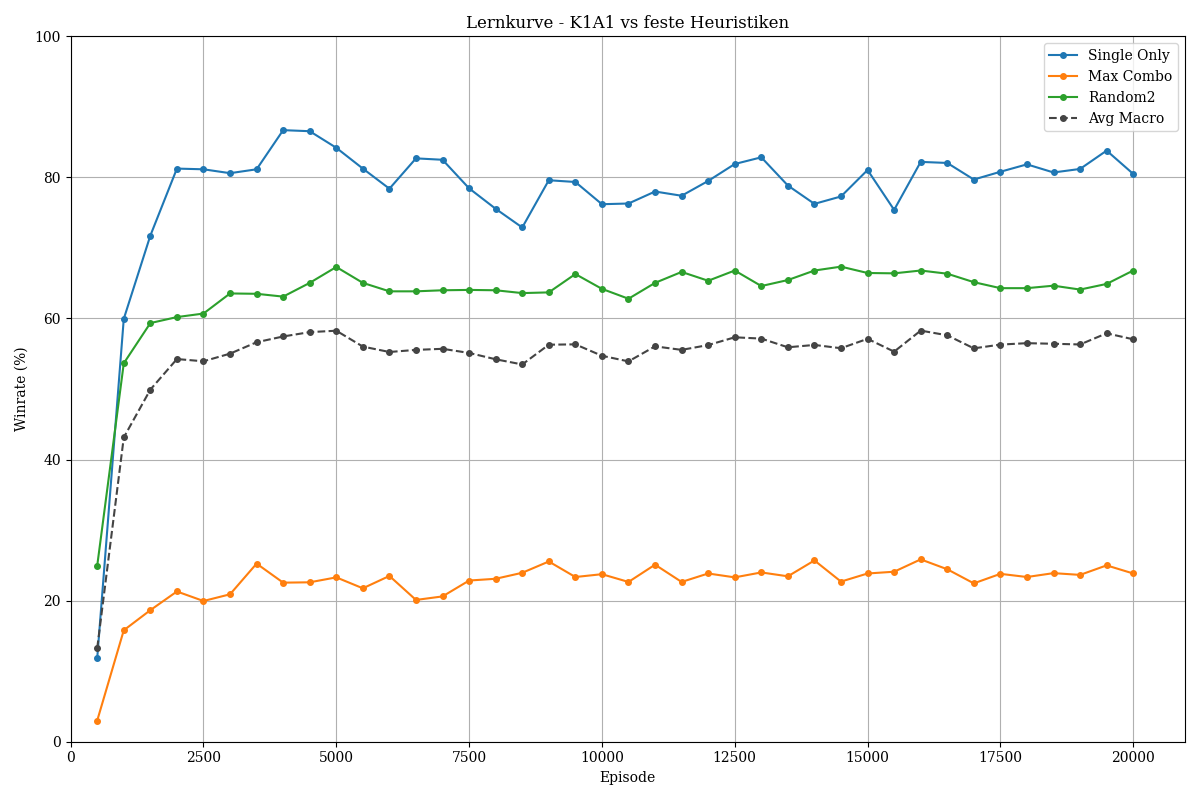 Lernkurve - K1A1 vs feste Heuristiken
Single Only
Max Combo
Random2
Avg Macro
Winrate (%)
100
80
60
40
20
0
0 2500 5000 7500 10000 12500 15000 17500 20000
Episode